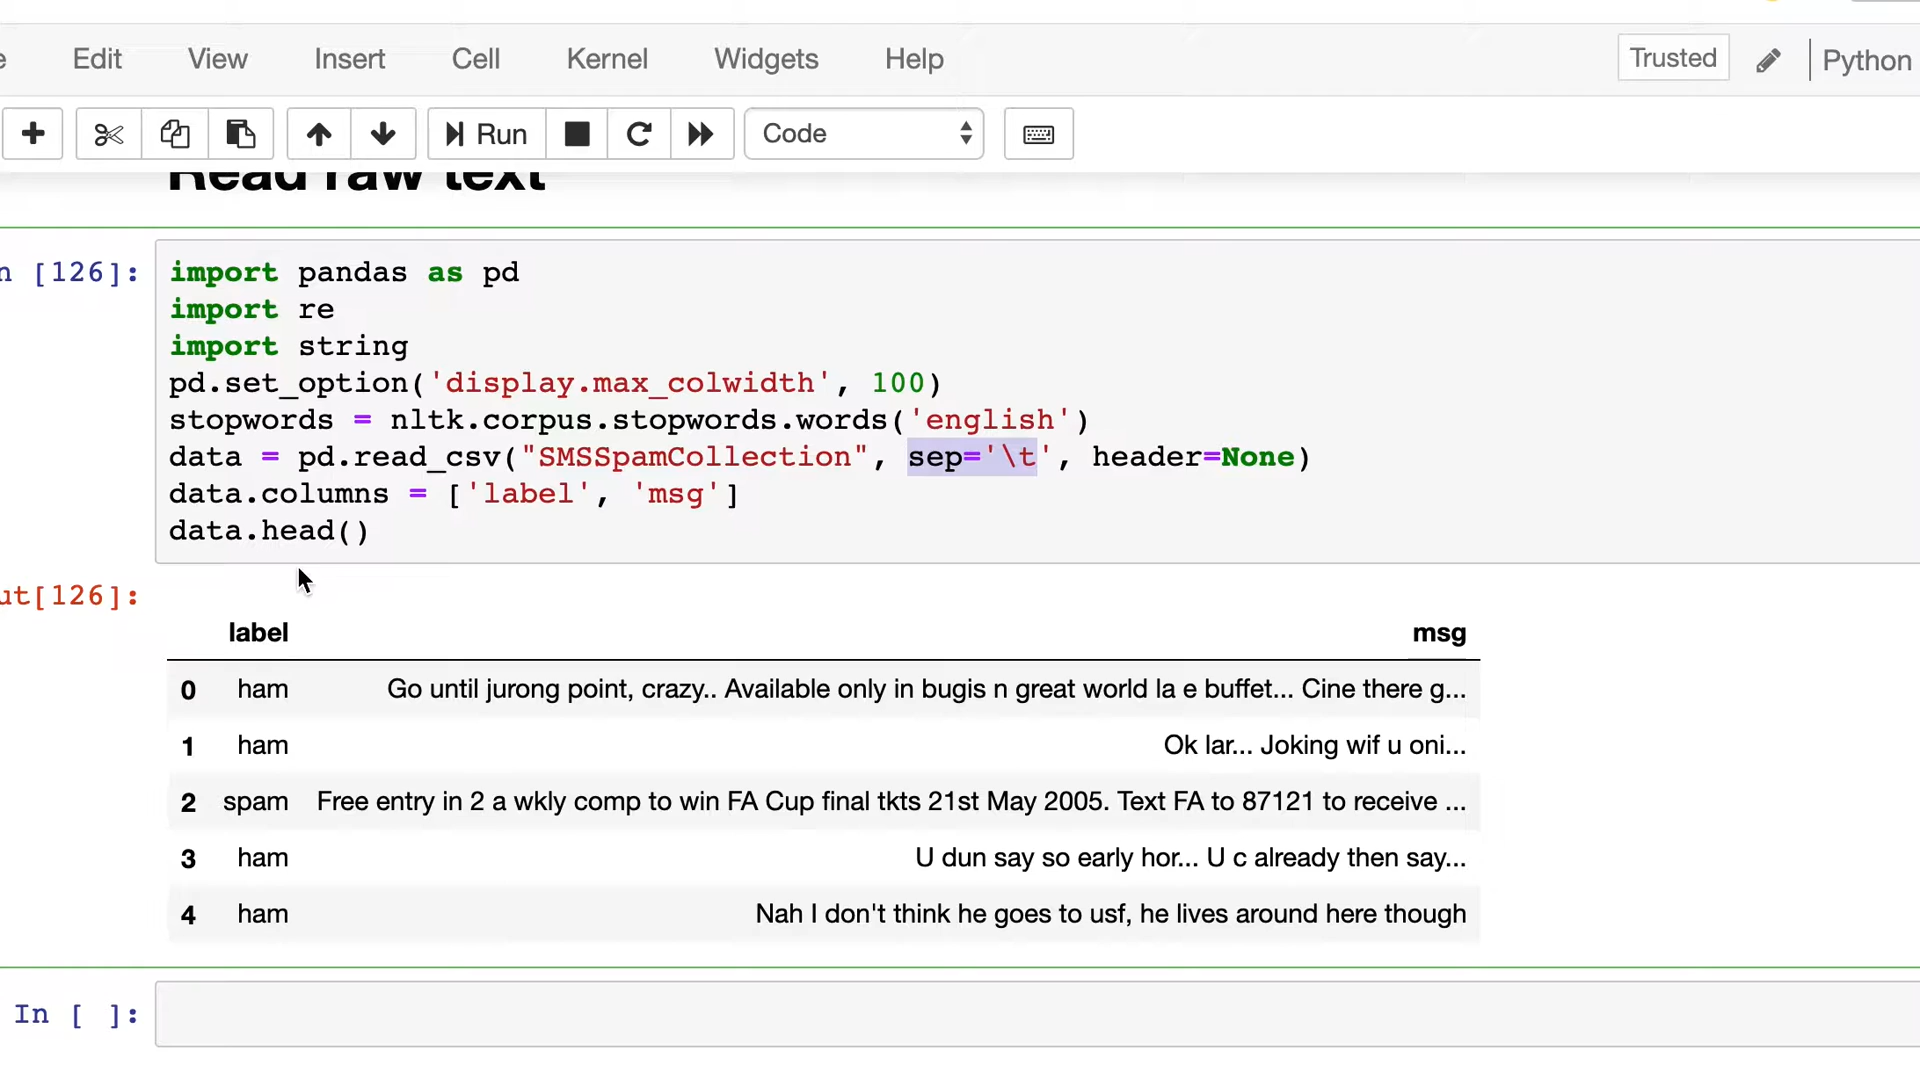 e Edit View Insert Cell Kernel Widgets Help Trusted Python
Run Code
Read raw text
n [126]:
import pandas as pd
import re
import string
pd.set_option('display.max_colwidth', 100)
stopwords = nltk.corpus.stopwords.words('english')
data = pd.read_csv("SMSSpamCollection", sep='\t', header=None)
data.columns = ['label', 'msg']
data.head()
ut[126]:
label msg
0 ham Go until jurong point, crazy.. Available only in bugis n great world la e buffet... Cine there g...
1 ham Ok lar... Joking wif u oni...
2 spam Free entry in 2 a wkly comp to win FA Cup final tkts 21st May 2005. Text FA to 87121 to receive ...
3 ham U dun say so early hor... U c already then say...
4 ham Nah I don't think he goes to usf, he lives around here though
In [ ]: